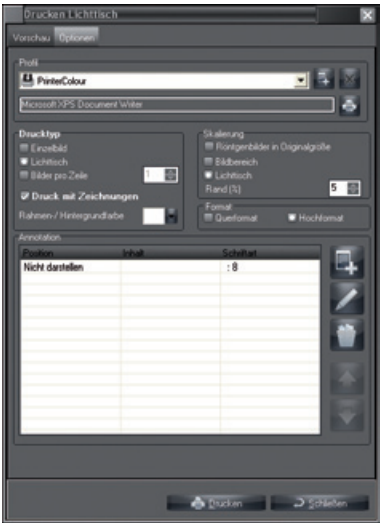 Drucken Lichttisch
Vorschau Optionen
Profil
PrinterColour
Microsoft XPS Document Writer
Drucktyp
Einzelbild
Lichttisch
Bilder pro Zeile 1
Druck mit Zeichnungen
Rahmen-/ Hintergrundfarbe
Skalierung
Röntgenbilder in Originalgröße
Bildbereich
Lichttisch
Rand (%) 5
Format
Querformat Hochformat
Annotation
Position Inhalt Schriftart
Nicht darstellen : 8
Drucken Schließen